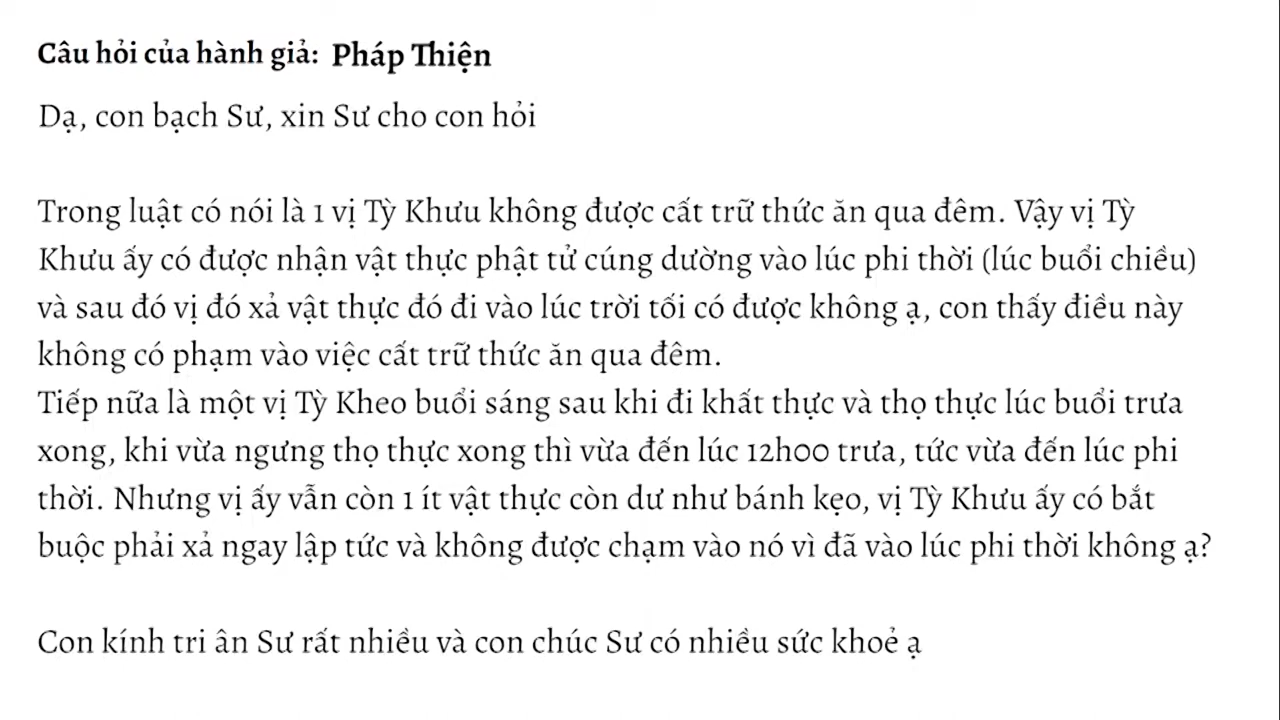 Câu hỏi của hành giả: Pháp Thiện
Dạ, con bạch Sư, xin Sư cho con hỏi
Trong luật có nói là 1 vị Tỳ Khưu không được cất trữ thức ăn qua đêm. Vậy vị Tỳ
Khưu ấy có được nhận vật thực phật tử cúng dường vào lúc phi thời (lúc buổi chiều)
và sau đó vị đó xả vật thực đó đi vào lúc trời tối có được không ạ, con thấy điều này
không có phạm vào việc cất trữ thức ăn qua đêm.
Tiếp nữa là một vị Tỳ Kheo buổi sáng sau khi đi khất thực và thọ thực lúc buổi trưa
xong, khi vừa ngưng thọ thực xong thì vừa đến lúc 12h00 trưa, tức vừa đến lúc phi
thời. Nhưng vị ấy vẫn còn 1 ít vật thực còn dư như bánh kẹo, vị Tỳ Khưu ấy có bắt
buộc phải xả ngay lập tức và không được chạm vào nó vì đã vào lúc phi thời không ạ?
Con kính tri ân Sư rất nhiều và con chúc Sư có nhiều sức khoẻ ạ